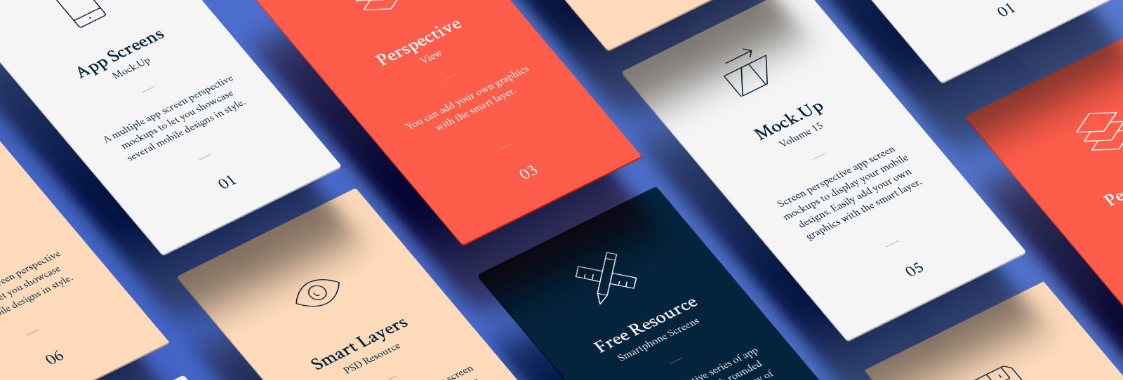 App Screens
Mock.Up
A multiple app screen perspective
mockups to let you showcase
several mobile designs in style.
01
Perspective
View
You can add your own graphics
with the smart layer.
03
Mock.Up
Volume 15
Screen perspective app screen
mockups to display your mobile
designs. Easily add your own
graphics with the smart layer.
05
01
screen perspective
let you showcase
designs in style.
06
Smart Layers
PSD Resource
screen
Free Resource
Smartphone Screens
series of app
rounded
of